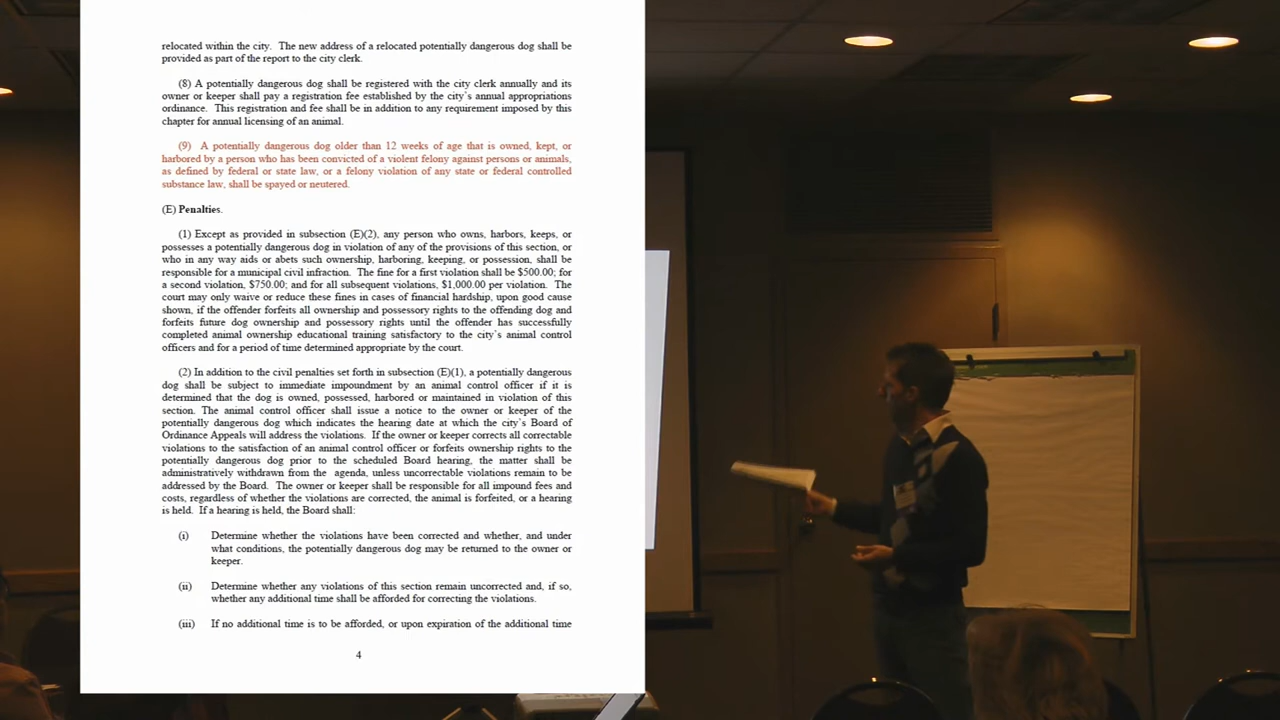 relocated within the city. The new address of a relocated potentially dangerous dog shall be
provided as part of the report to the city clerk.
(8) A potentially dangerous dog shall be registered with the city clerk annually and its
owner or keeper shall pay a registration fee established by the city's annual appropriations
ordinance. This registration and fee shall be in addition to any requirement imposed by this
chapter for annual licensing of an animal.
(9) A potentially dangerous dog older than 12 weeks of age that is owned, kept, or
harbored by a person who has been convicted of a violent felony against persons or animals,
as defined by federal or state law, or a felony violation of any state or federal controlled
substance law, shall be spayed or neutered.
(E) Penalties.
(1) Except as provided in subsection (E)(2), any person who owns, harbors, keeps, or
possesses a potentially dangerous dog in violation of any of the provisions of this section, or
who in any way aids or abets such ownership, harboring, keeping, or possession, shall be
responsible for a municipal civil infraction. The fine for a first violation shall be $500.00; for
a second violation, $750.00; and for all subsequent violations, $1,000.00 per violation. The
court may only waive or reduce these fines in cases of financial hardship, upon good cause
shown, if the offender forfeits all ownership and possessory rights to the offending dog and
forfeits future dog ownership and possessory rights until the offender has successfully
completed animal ownership educational training satisfactory to the city's animal control
officers and for a period of time determined appropriate by the court.
(2) In addition to the civil penalties set forth in subsection (E)(1), a potentially dangerous
dog shall be subject to immediate impoundment by an animal control officer if it is
determined that the dog is owned, possessed, harbored or maintained in violation of this
section. The animal control officer shall issue a notice to the owner or keeper of the
potentially dangerous dog which indicates the hearing date at which the city's Board of
Ordinance Appeals will address the violations. If the owner or keeper corrects all correctable
violations to the satisfaction of an animal control officer or forfeits ownership rights to the
potentially dangerous dog prior to the scheduled Board hearing, the matter shall be
administratively withdrawn from the agenda, unless uncorrectable violations remain to be
addressed by the Board. The owner or keeper shall be responsible for all impound fees and
costs, regardless of whether the violations are corrected, the animal is forfeited, or a hearing
is held. If a hearing is held, the Board shall:
(i) Determine whether the violations have been corrected and whether, and under
what conditions, the potentially dangerous dog may be returned to the owner or
keeper.
(ii) Determine whether any violations of this section remain uncorrected and, if so,
whether any additional time shall be afforded for correcting the violations.
(iii) If no additional time is to be afforded, or upon expiration of the additional time
4